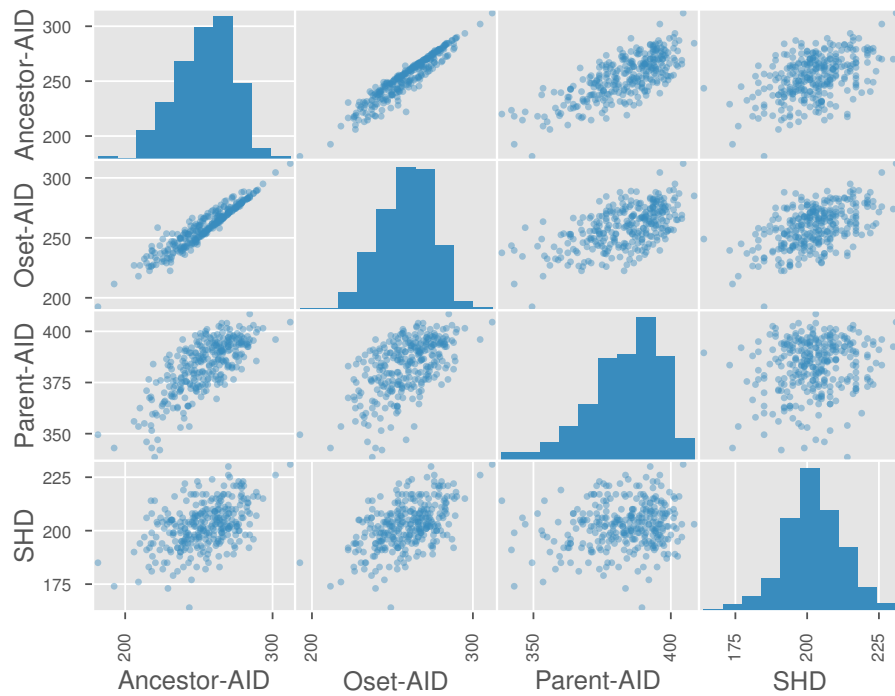 Ancestor-AID
300
250
200
Oset-AID
300
250
200
Parent-AID
400
375
350
SHD
225
200
175
200 300 200 300 350 400 175 200 225
Ancestor-AID Oset-AID Parent-AID SHD